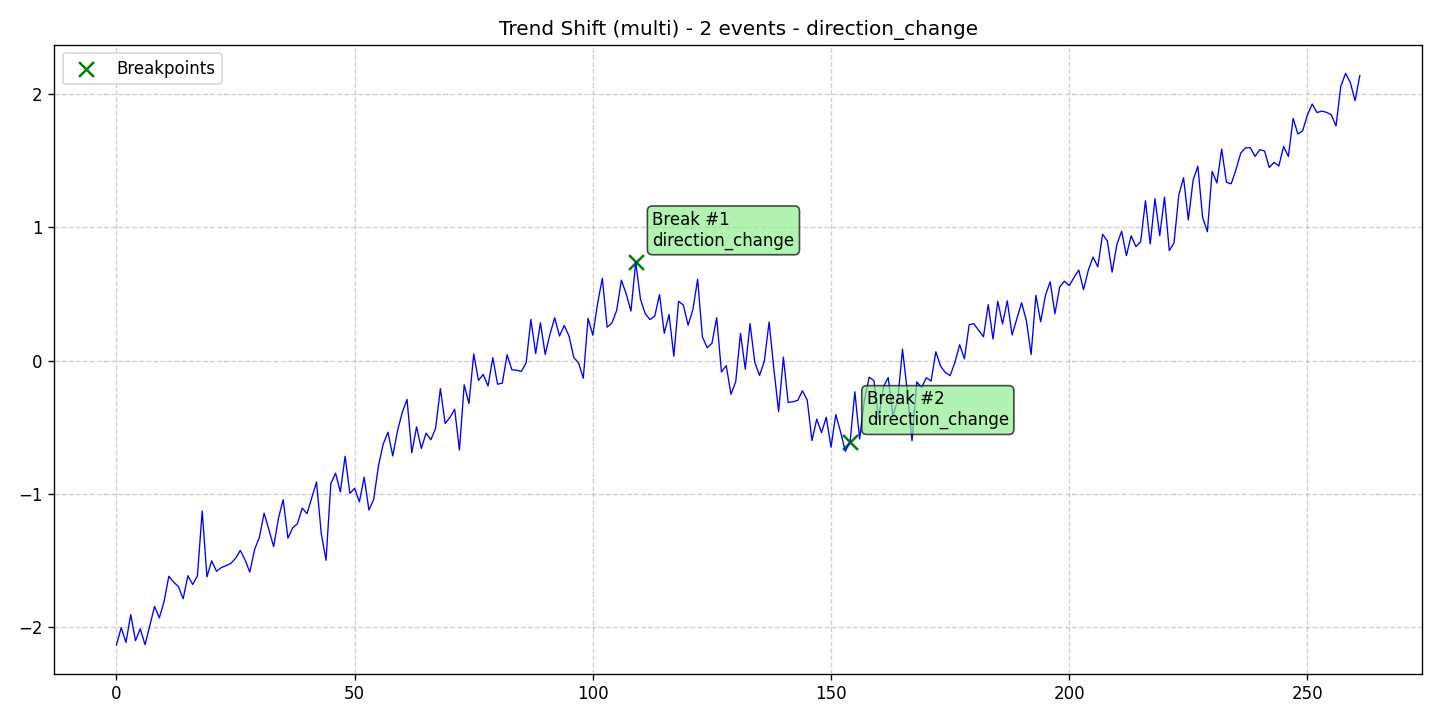 Trend Shift (multi) - 2 events - direction_change
Breakpoints
2
1
0
−1
−2
Break #1
direction_change
Break #2
direction_change
0
50
100
150
200
250